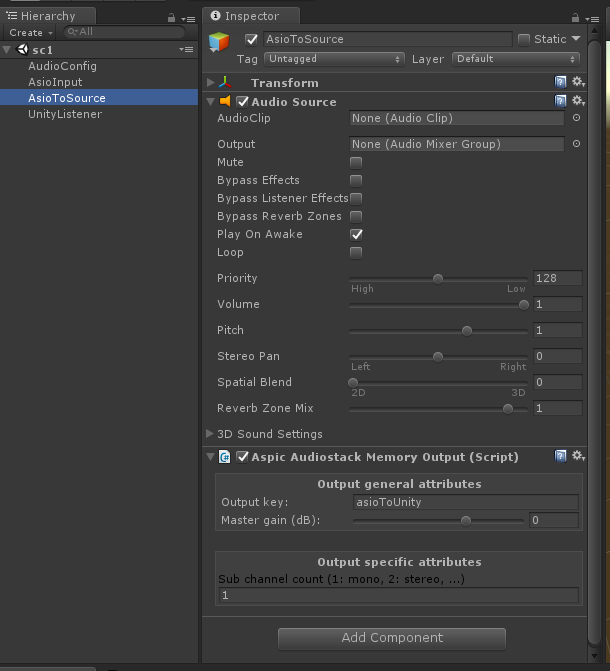 Hierarchy
Create
All
sc1
AudioConfig
AsioInput
AsioToSource
UnityListener
Inspector
AsioToSource
Static
Tag Untagged Layer Default
Transform
Audio Source
AudioClip None (Audio Clip)
Output None (Audio Mixer Group)
Mute
Bypass Effects
Bypass Listener Effects
Bypass Reverb Zones
Play On Awake
Loop
Priority 128
High Low
Volume 1
Pitch 1
Stereo Pan 0
Left Right
Spatial Blend 0
2D 3D
Reverb Zone Mix 1
3D Sound Settings
Aspic Audiostack Memory Output (Script)
Output general attributes
Output key: asioToUnity
Master gain (dB): 0
Output specific attributes
Sub channel count (1: mono, 2: stereo, ...)
1
Add Component